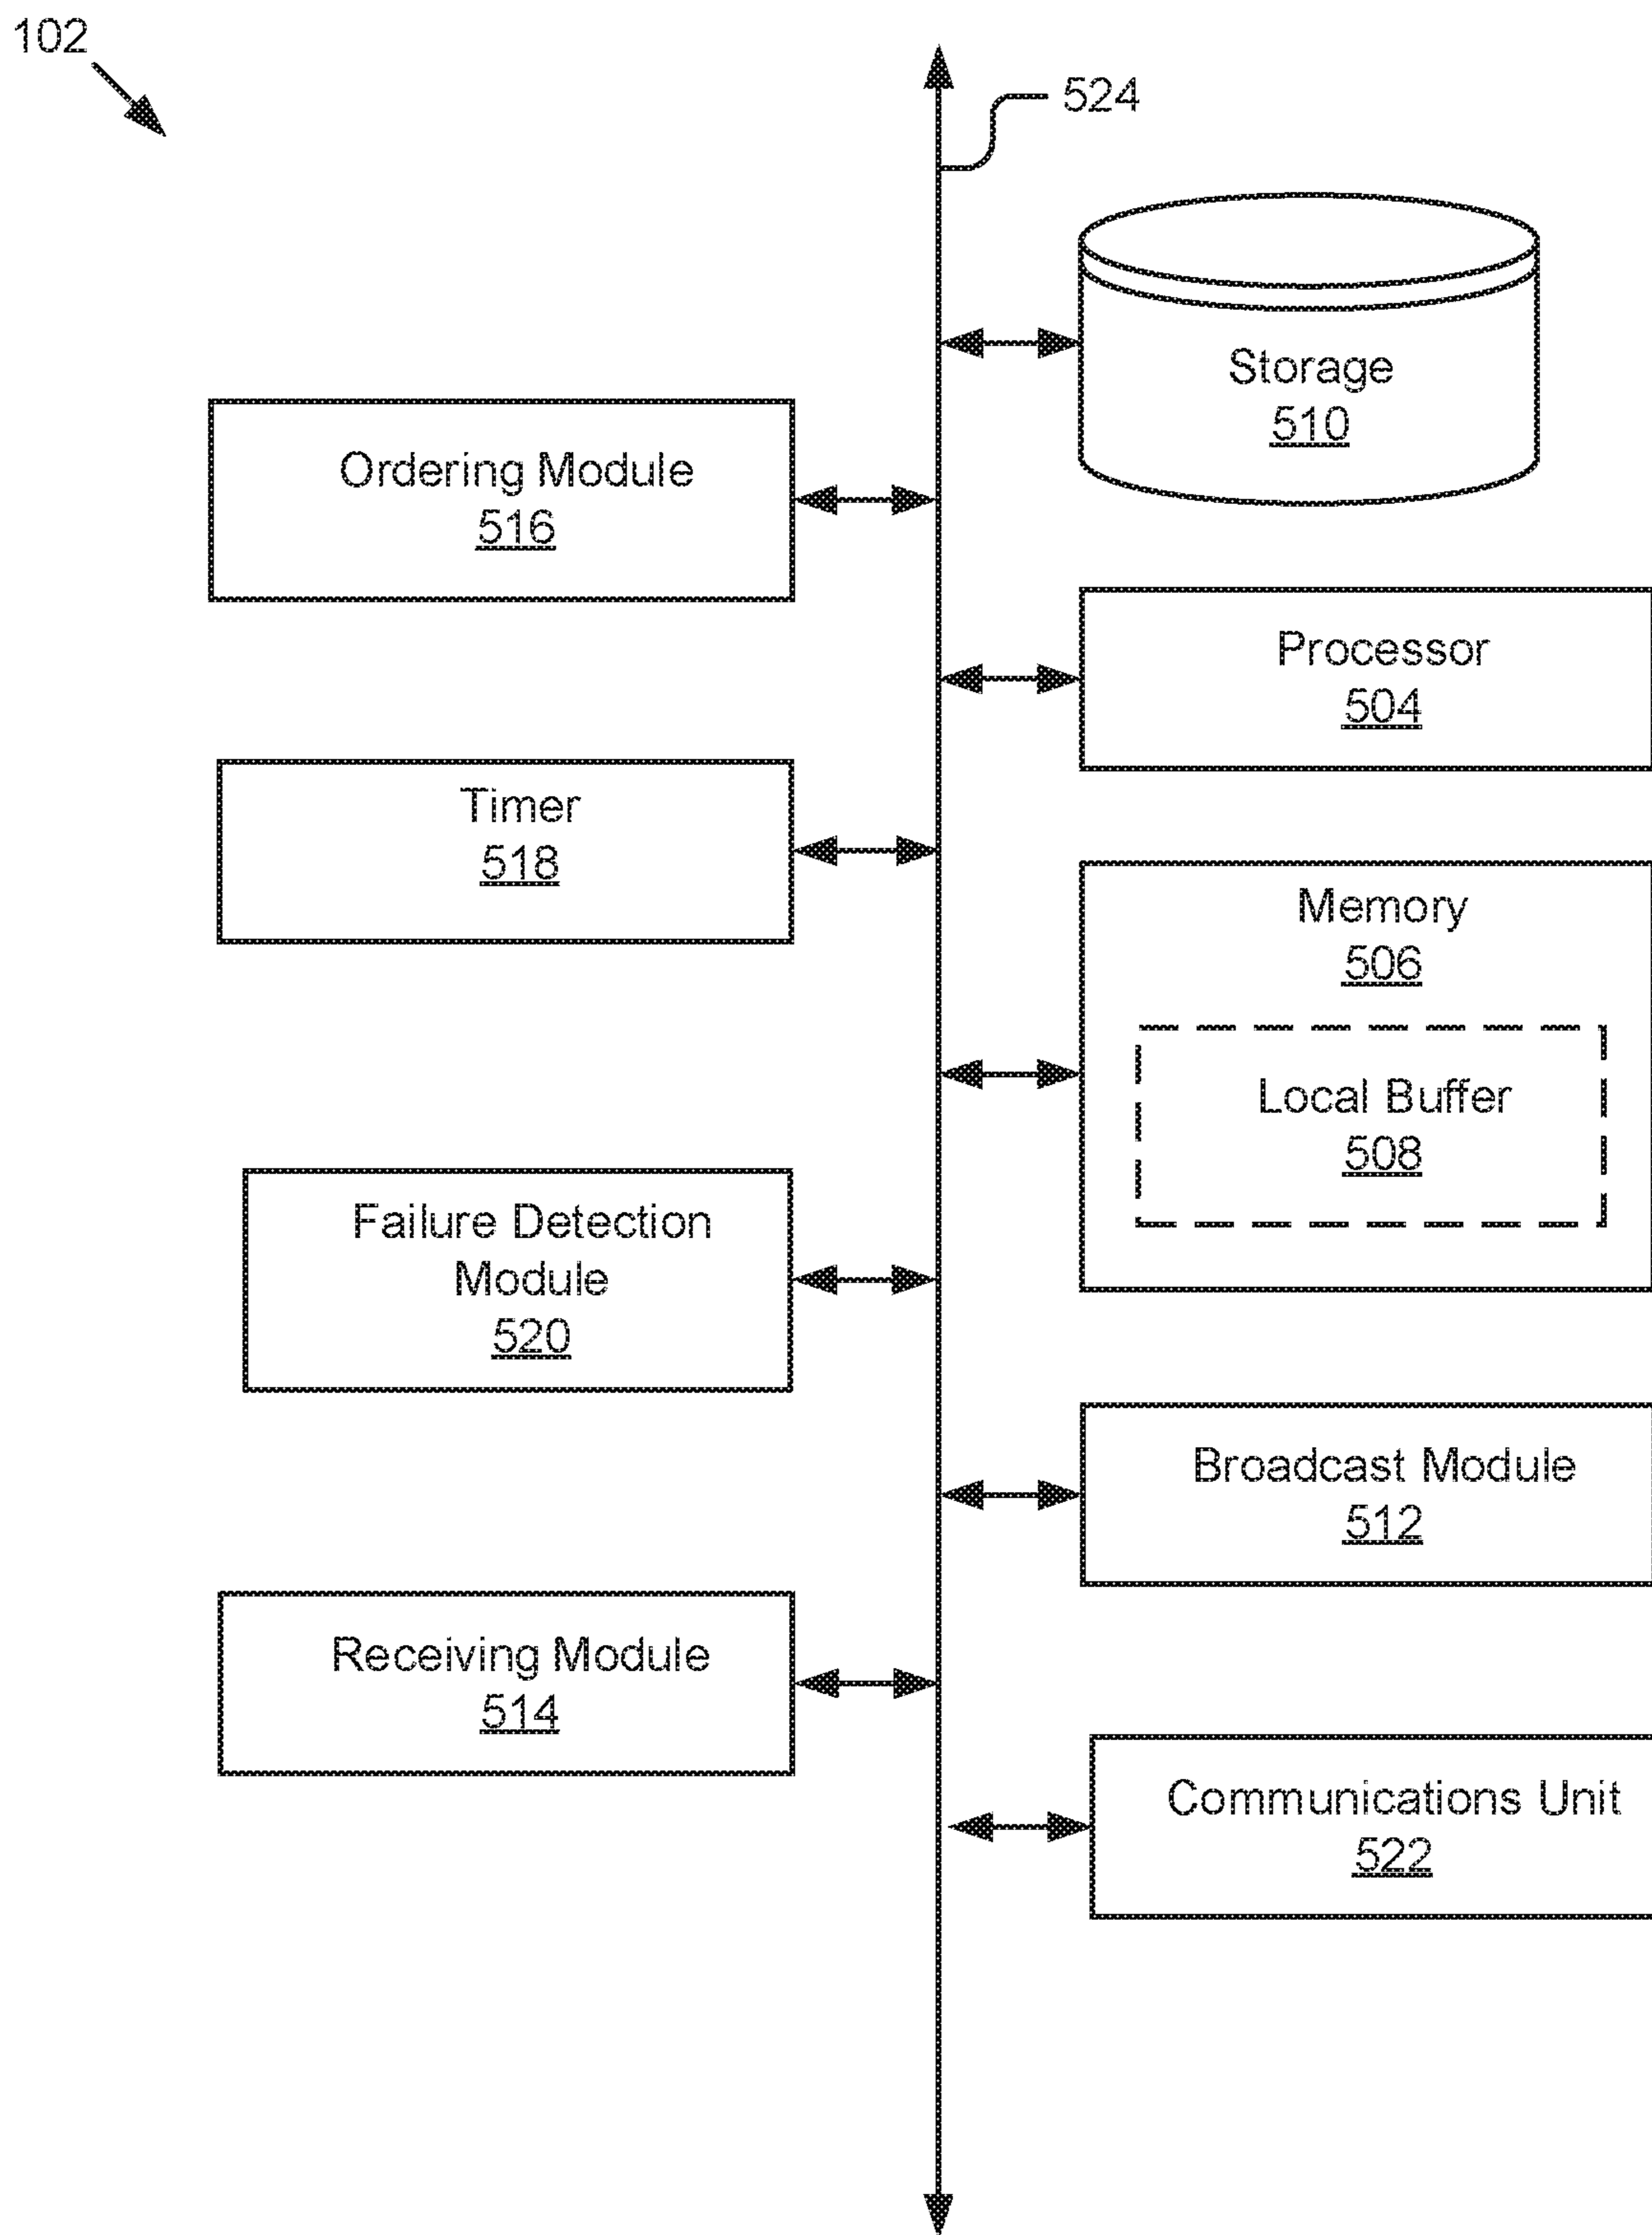 102
524
Storage
510
Ordering Module
516
Processor
504
Timer
518
Memory
506
Local Buffer
508
Failure Detection
Module
520
Broadcast Module
512
Receiving Module
514
Communications Unit
522